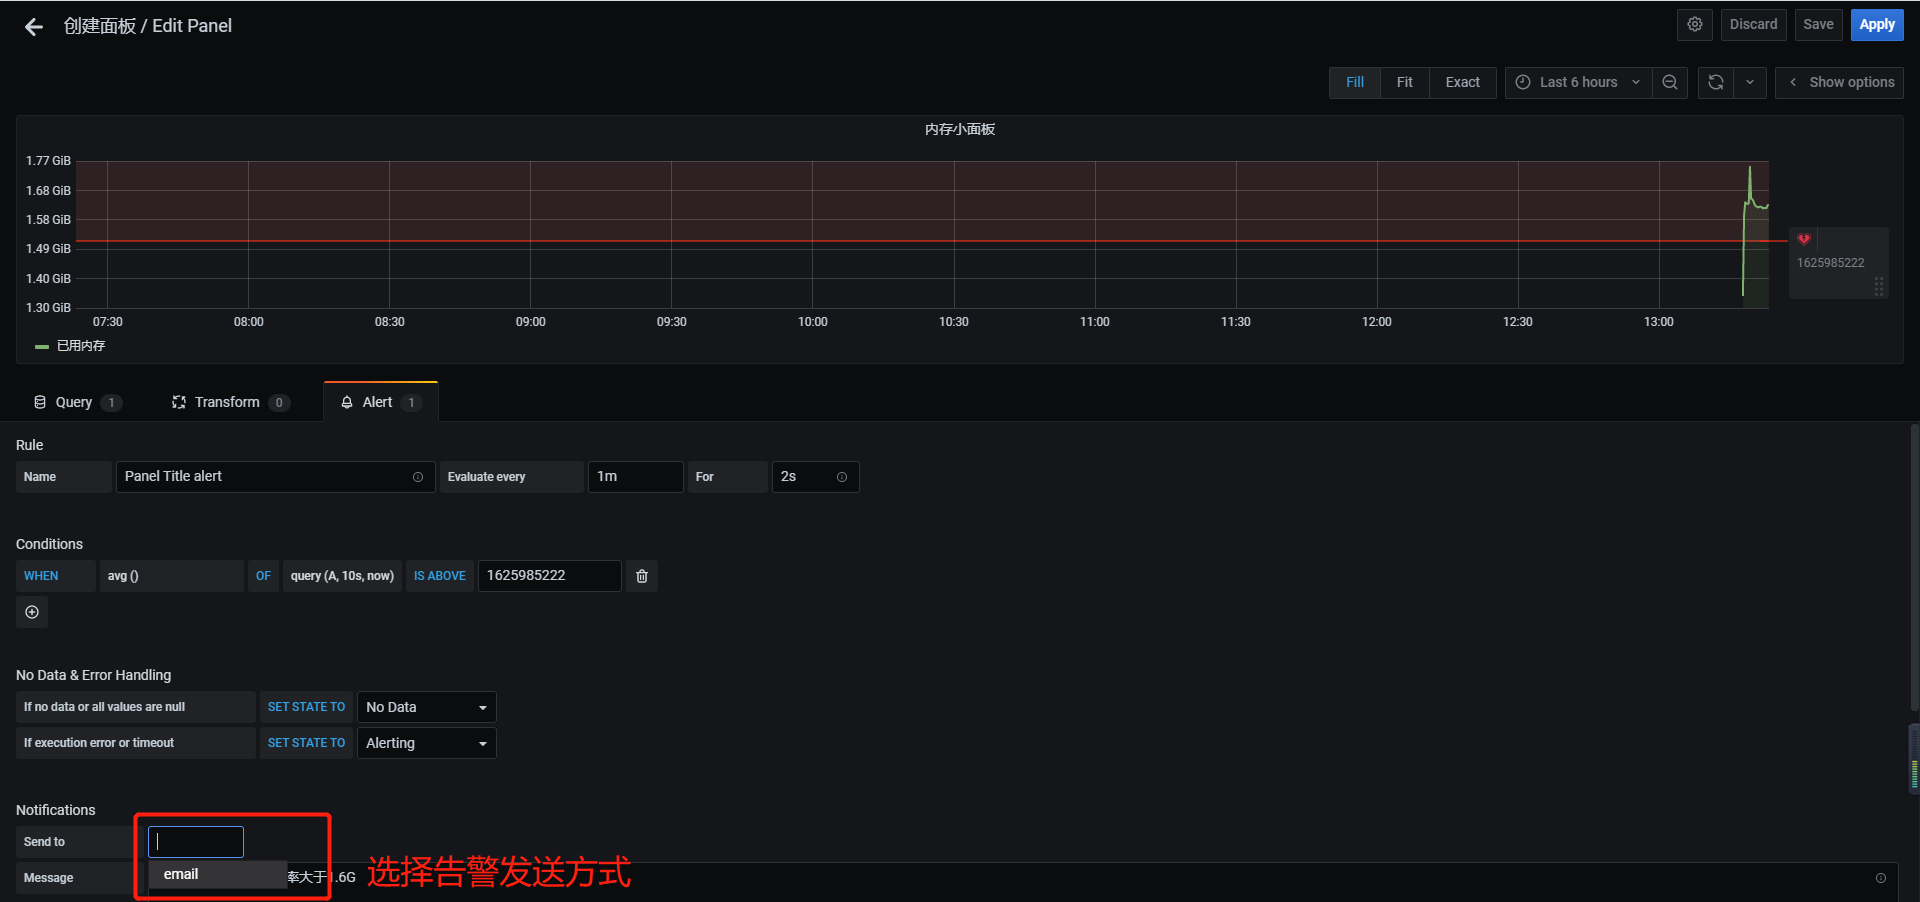 创建面板 / Edit Panel
Discard
Save
Apply
Fill
Fit
Exact
Last 6 hours
Show options
内存小面板
1.77 GiB
1.68 GiB
1.58 GiB
1.49 GiB
1.40 GiB
1.30 GiB
1625985222
07:30
08:00
08:30
09:00
09:30
10:00
10:30
11:00
11:30
12:00
12:30
13:00
已用内存
Query 1
Transform 0
Alert 1
Rule
Name
Panel Title alert
Evaluate every
1m
For
2s
Conditions
WHEN
avg ()
OF
query (A, 10s, now)
IS ABOVE
1625985222
No Data & Error Handling
If no data or all values are null
SET STATE TO
No Data
If execution error or timeout
SET STATE TO
Alerting
Notifications
Send to
Message
email
率大于1.6G
选择告警发送方式